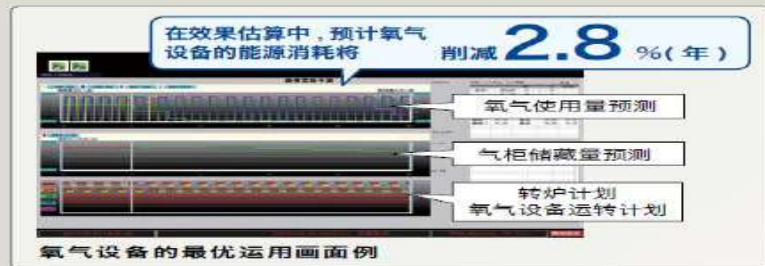 在效果估算中，预计氧气
设备的能源消耗将 削减2.8%(年)
氧气使用量预测
气柜储藏量预测
转炉计划
氧气设备运转计划
氧气设备的最优运用画面例